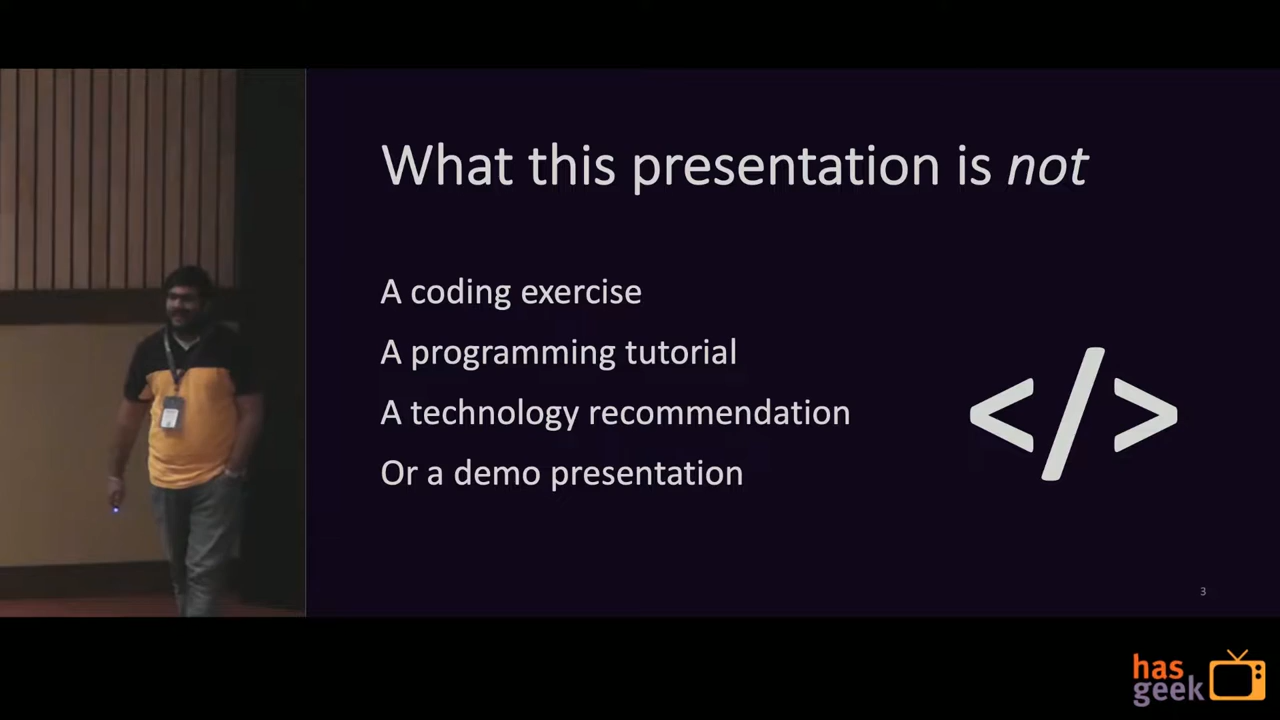 What this presentation is not
A coding exercise
A programming tutorial
A technology recommendation
Or a demo presentation
</>
3
has
geek